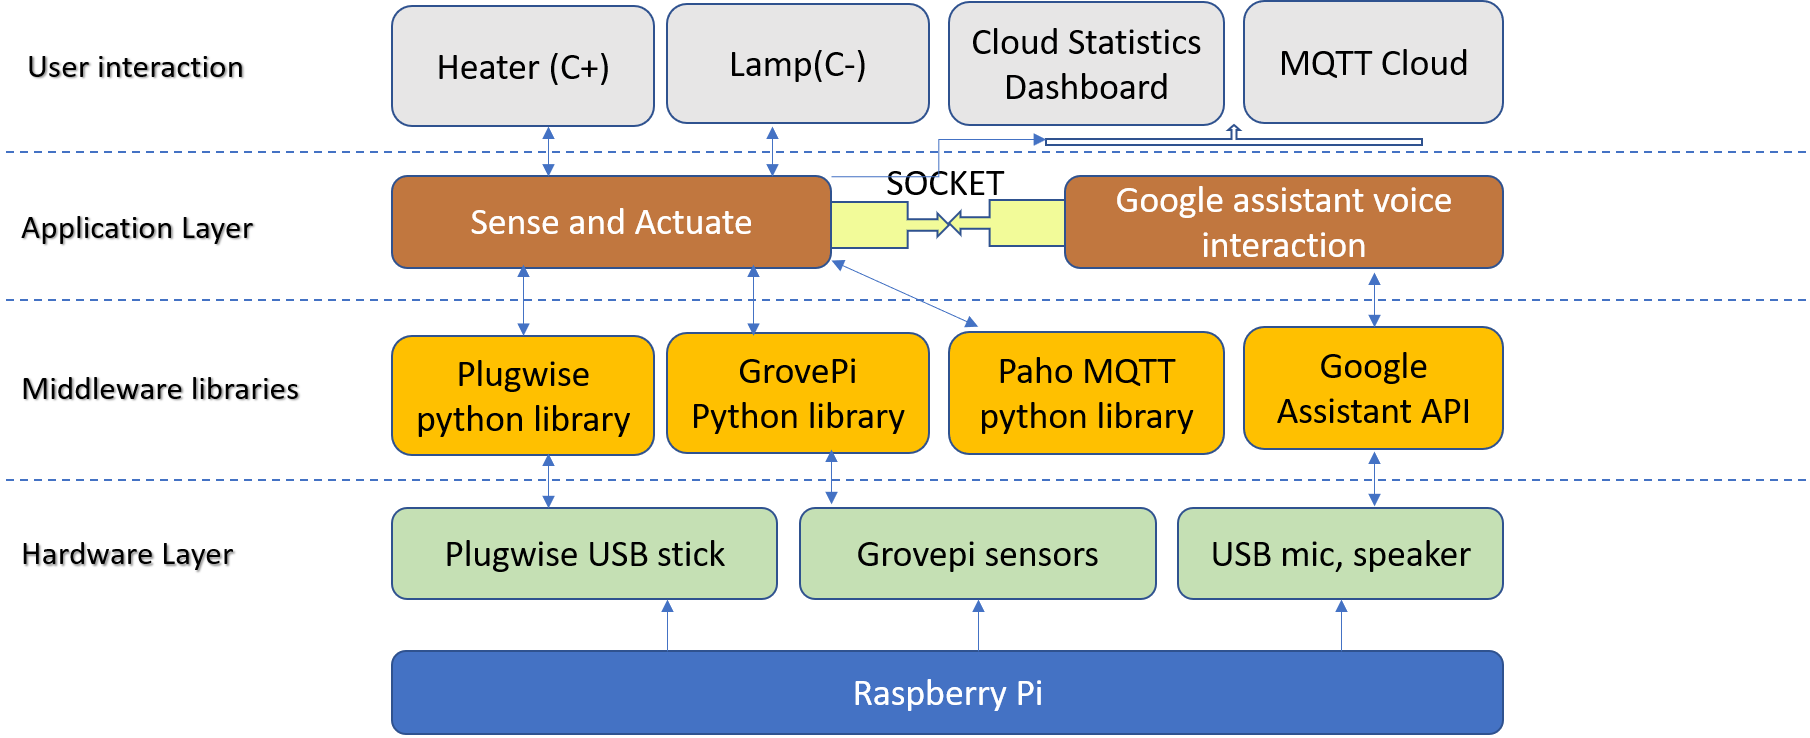 User interaction
Heater (C+)
Lamp(C-)
Cloud Statistics
Dashboard
MQTT Cloud
Application Layer
Sense and Actuate
SOCKET
Google assistant voice
interaction
Middleware libraries
Plugwise
python library
GrovePi
Python library
Paho MQTT
python library
Google
Assistant API
Hardware Layer
Plugwise USB stick
Grovepi sensors
USB mic, speaker
Raspberry Pi